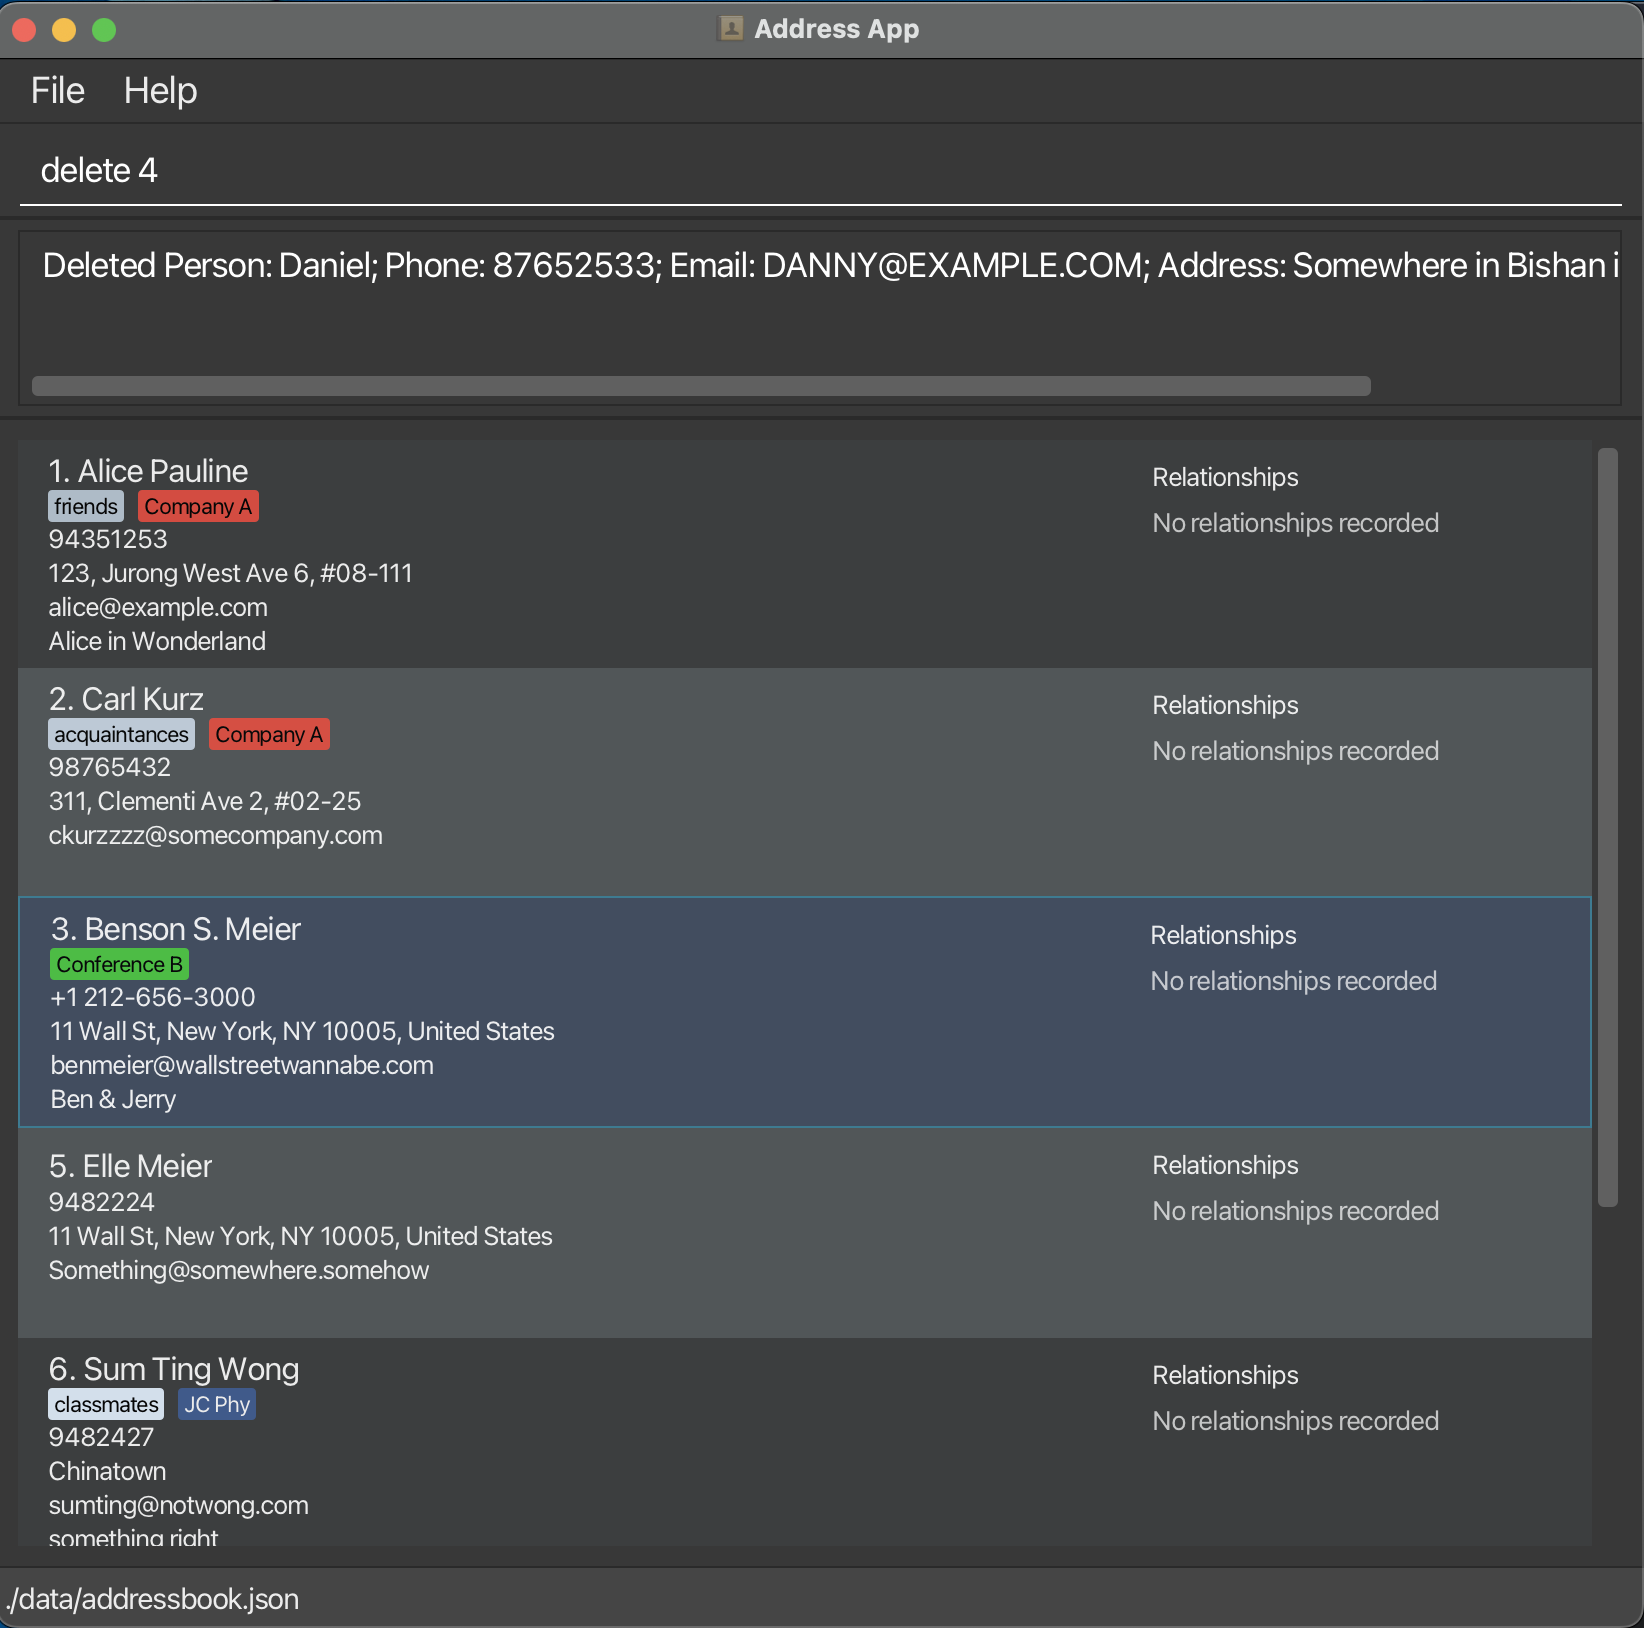 Address App
File Help
delete 4
Deleted Person: Daniel; Phone: 87652533; Email: DANNY@EXAMPLE.COM; Address: Somewhere in Bishan i
1. Alice Pauline
friends Company A
94351253
123, Jurong West Ave 6, #08-111
alice@example.com
Alice in Wonderland
Relationships
No relationships recorded
2. Carl Kurz
acquaintances Company A
98765432
311, Clementi Ave 2, #02-25
ckurzzzz@somecompany.com
Relationships
No relationships recorded
3. Benson S. Meier
Conference B
+1 212-656-3000
11 Wall St, New York, NY 10005, United States
benmeier@wallstreetwannabe.com
Ben & Jerry
Relationships
No relationships recorded
5. Elle Meier
9482224
11 Wall St, New York, NY 10005, United States
Something@somewhere.somehow
Relationships
No relationships recorded
6. Sum Ting Wong
classmates JC Phy
9482427
Chinatown
sumting@notwong.com
something right
Relationships
No relationships recorded
./data/addressbook.json